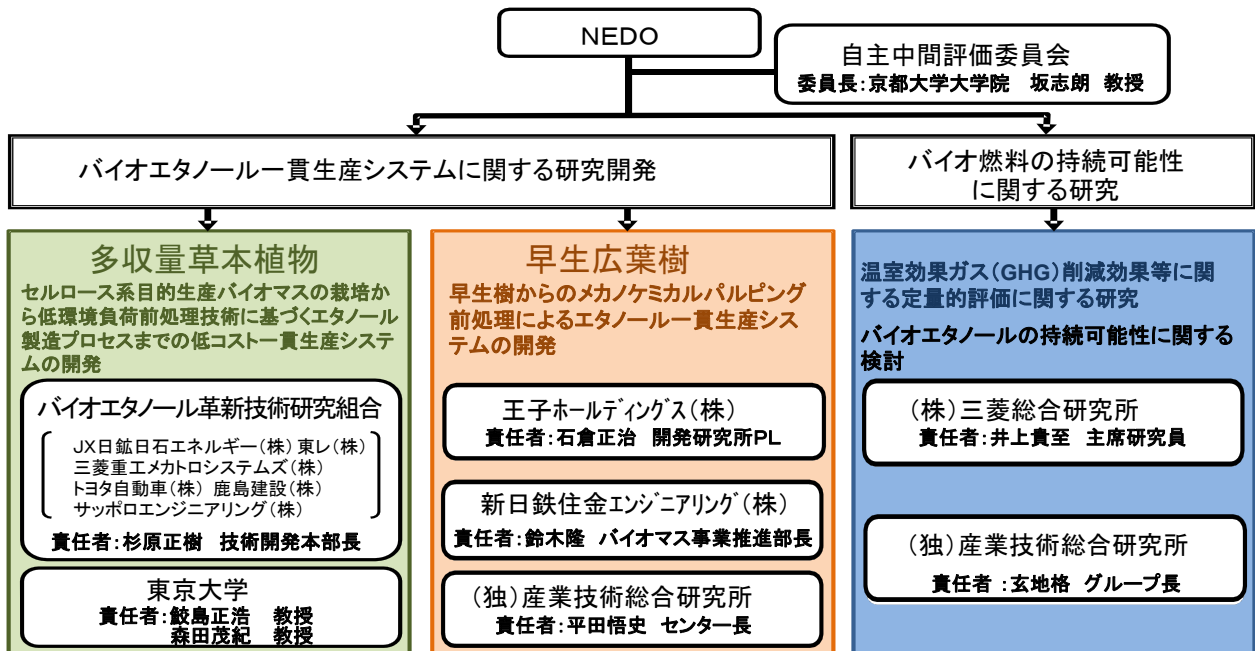 NEDO
自主中間評価委員会
委員長:京都大学大学院 坂志朗 教授
バイオエタノール一貫生産システムに関する研究開発
バイオ燃料の持続可能性
に関する研究
多収量草本植物
セルロース系目的生産バイオマスの栽培か
ら低環境負荷前処理技術に基づくエタノール
製造プロセスまでの低コスト一貫生産システ
ムの開発
バイオエタノール革新技術研究組合
JX日鉱日石エネルギー(株) 東レ(株)
三菱重工メカトロシステムズ(株)
トヨタ自動車(株) 鹿島建設(株)
サッポロエンジニアリング(株)
責任者:杉原正樹 技術開発本部長
東京大学
責任者:鮫島正浩 教授
森田茂紀 教授
早生広葉樹
早生樹からのメカノケミカルパルピング
前処理によるエタノール一貫生産シス
テムの開発
王子ホールディングス(株)
責任者:石倉正治 開発研究所PL
新日鉄住金エンジニアリング(株)
責任者:鈴木隆 バイオマス事業推進部長
(独)産業技術総合研究所
責任者:平田悟史 センター長
温室効果ガス(GHG)削減効果等に関
する定量的評価に関する研究
バイオエタノールの持続可能性に関する
検討
(株)三菱総合研究所
責任者:井上貴至 主席研究員
(独)産業技術総合研究所
責任者 :玄地裕 グループ長